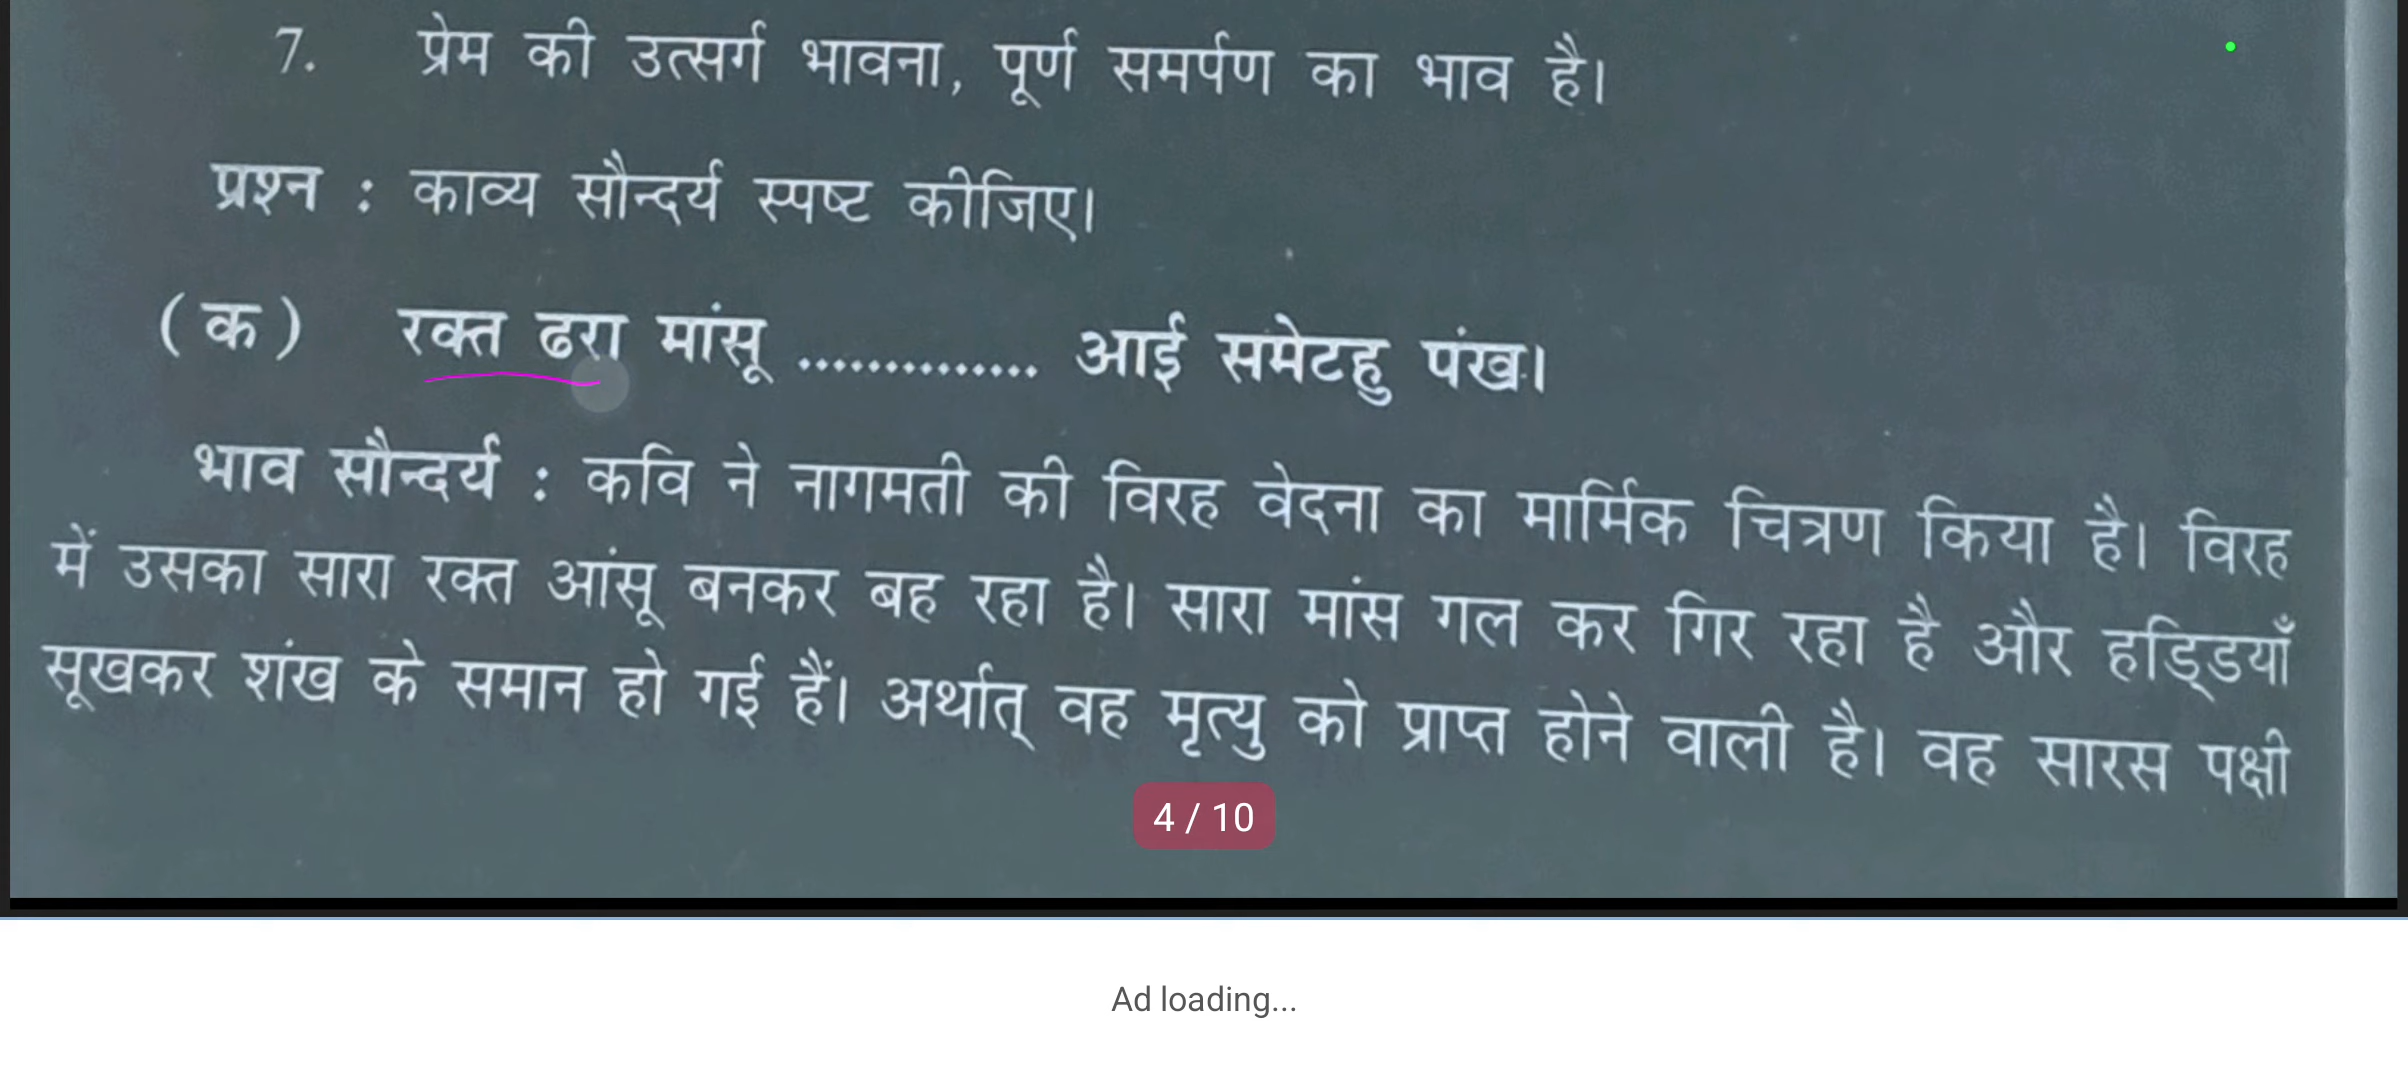 7. प्रेम की उत्सर्ग भावना, पूर्ण समर्पण का भाव है।
प्रश्न : काव्य सौन्दर्य स्पष्ट कीजिए।
(क) रक्त ढरा मांसू .............. आई समेटहु पंख।
भाव सौन्दर्य : कवि ने नागमती की विरह वेदना का मार्मिक चित्रण किया है। विरह
में उसका सारा रक्त आंसू बनकर बह रहा है। सारा मांस गल कर गिर रहा है और हड्डियाँ
सूखकर शंख के समान हो गई हैं। अर्थात् वह मृत्यु को प्राप्त होने वाली है। वह सारस पक्षी
4 / 10
Ad loading...